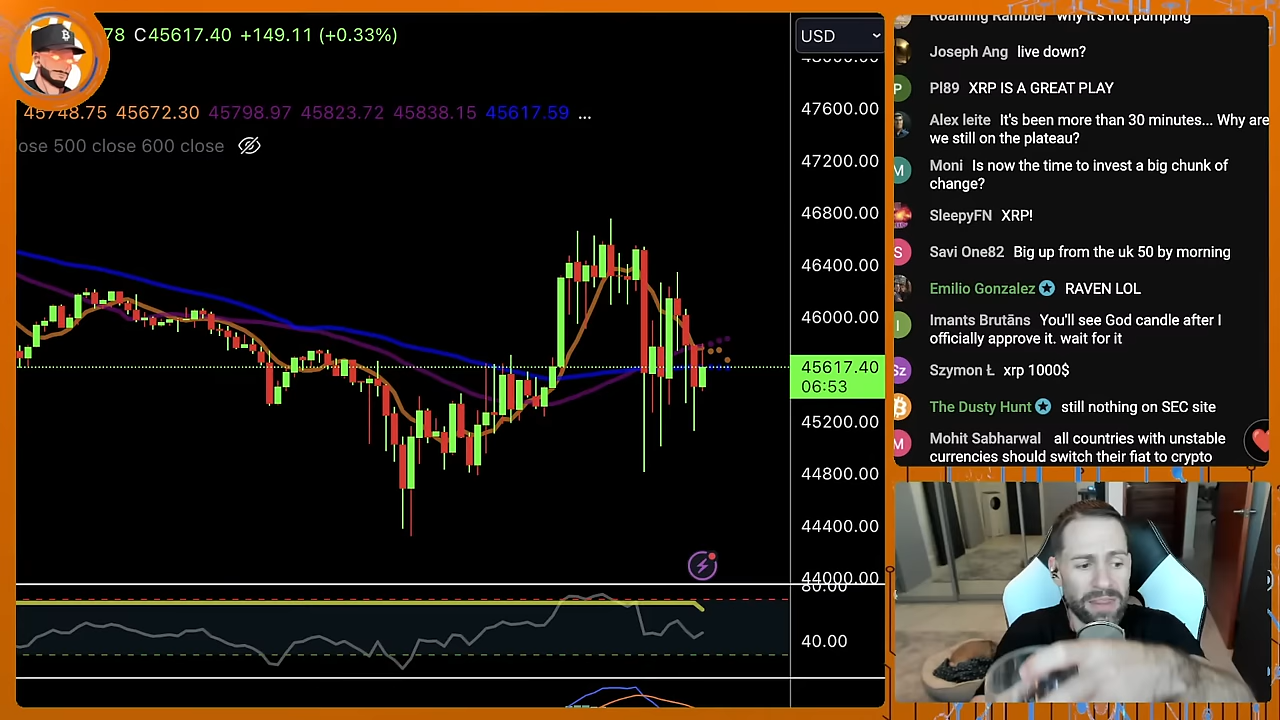 78 C45617.40 +149.11 (+0.33%)
45748.75 45672.30 45798.97 45823.72 45838.15 45617.59 ...
ose 500 close 600 close
USD
47600.00
47200.00
46800.00
46400.00
46000.00
45617.40
06:53
45200.00
44800.00
44400.00
44000.00
80.00
40.00
Roaming Rambler why it's not pumping
Joseph Ang live down?
P
Pl89 XRP IS A GREAT PLAY
Alex leite It's been more than 30 minutes... Why are
we still on the plateau?
M
Moni Is now the time to invest a big chunk of
change?
SleepyFN XRP!
S
Savi One82 Big up from the uk 50 by morning
Emilio Gonzalez RAVEN LOL
I
Imants Brutāns You'll see God candle after I
officially approve it. wait for it
Sz
Szymon Ł xrp 1000$
The Dusty Hunt still nothing on SEC site
M
Mohit Sabharwal all countries with unstable
currencies should switch their fiat to crypto